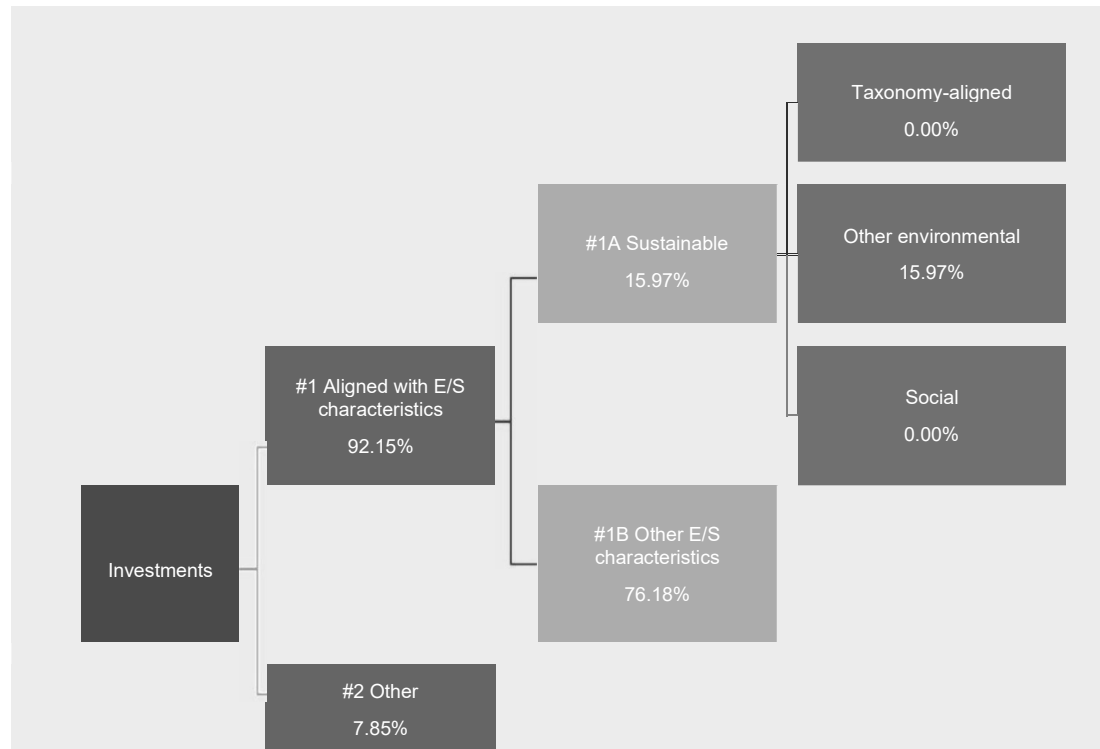 Taxonomy-aligned
0.00%
#1A Sustainable
15.97%
Other environmental
15.97%
#1 Aligned with E/S
characteristics
92.15%
Social
0.00%
Investments
#1B Other E/S
characteristics
76.18%
#2 Other
7.85%